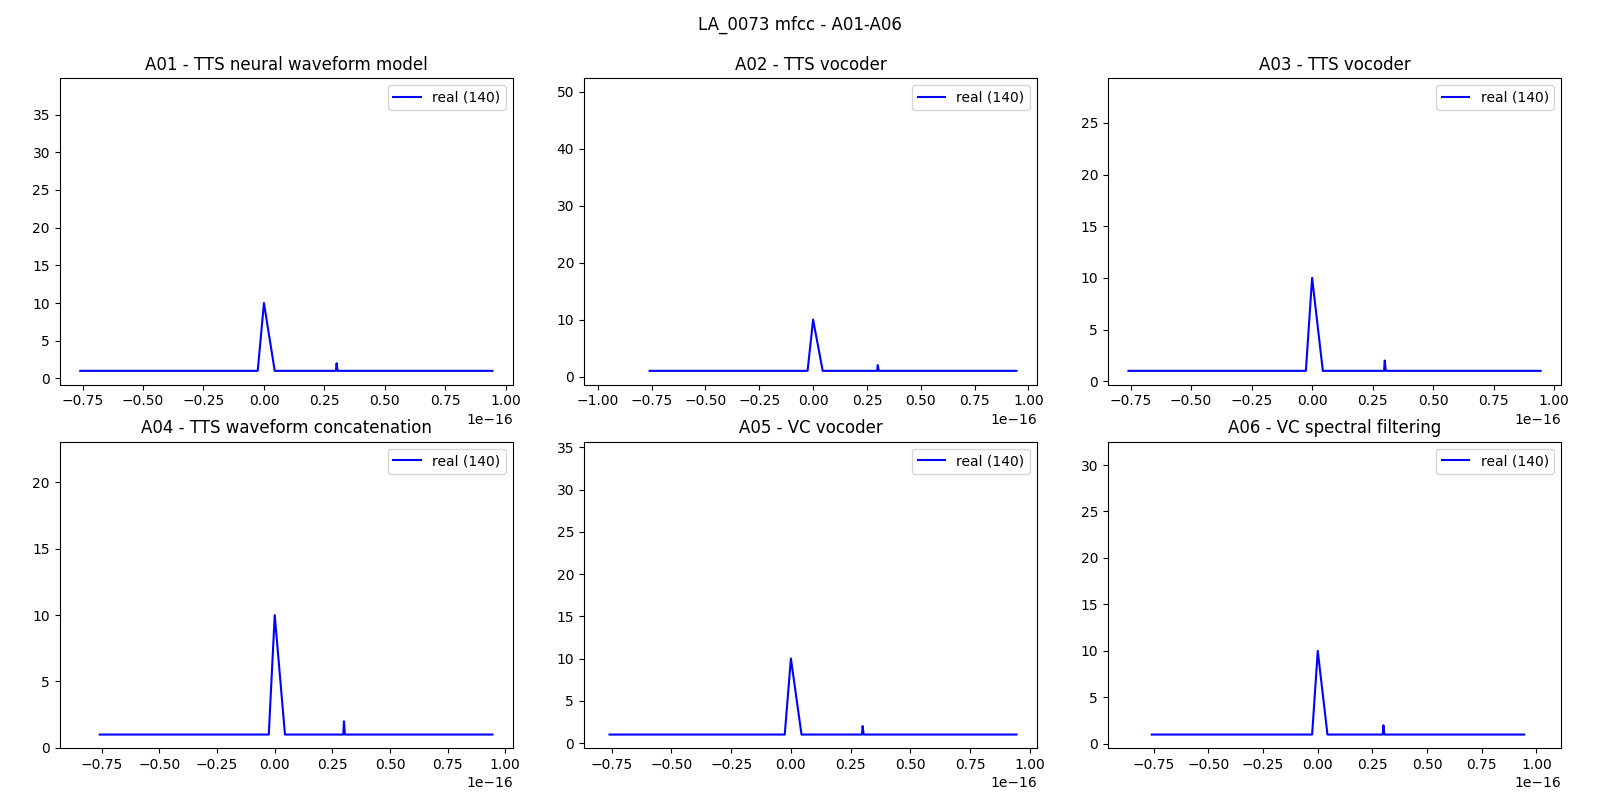 LA_0073 mfcc - A01-A06
A01 - TTS neural waveform model
real (140)
35
30
25
20
15
10
5
0
−0.75 −0.50 −0.25 0.00 0.25 0.50 0.75 1.00
1e−16
A02 - TTS vocoder
real (140)
50
40
30
20
10
0
−1.00 −0.75 −0.50 −0.25 0.00 0.25 0.50 0.75 1.00
1e−16
A03 - TTS vocoder
real (140)
25
20
15
10
5
0
−0.75 −0.50 −0.25 0.00 0.25 0.50 0.75 1.00
1e−16
A04 - TTS waveform concatenation
real (140)
20
15
10
5
0
−0.75 −0.50 −0.25 0.00 0.25 0.50 0.75 1.00
1e−16
A05 - VC vocoder
real (140)
35
30
25
20
15
10
5
0
−0.75 −0.50 −0.25 0.00 0.25 0.50 0.75 1.00
1e−16
A06 - VC spectral filtering
real (140)
30
25
20
15
10
5
0
−0.75 −0.50 −0.25 0.00 0.25 0.50 0.75 1.00
1e−16